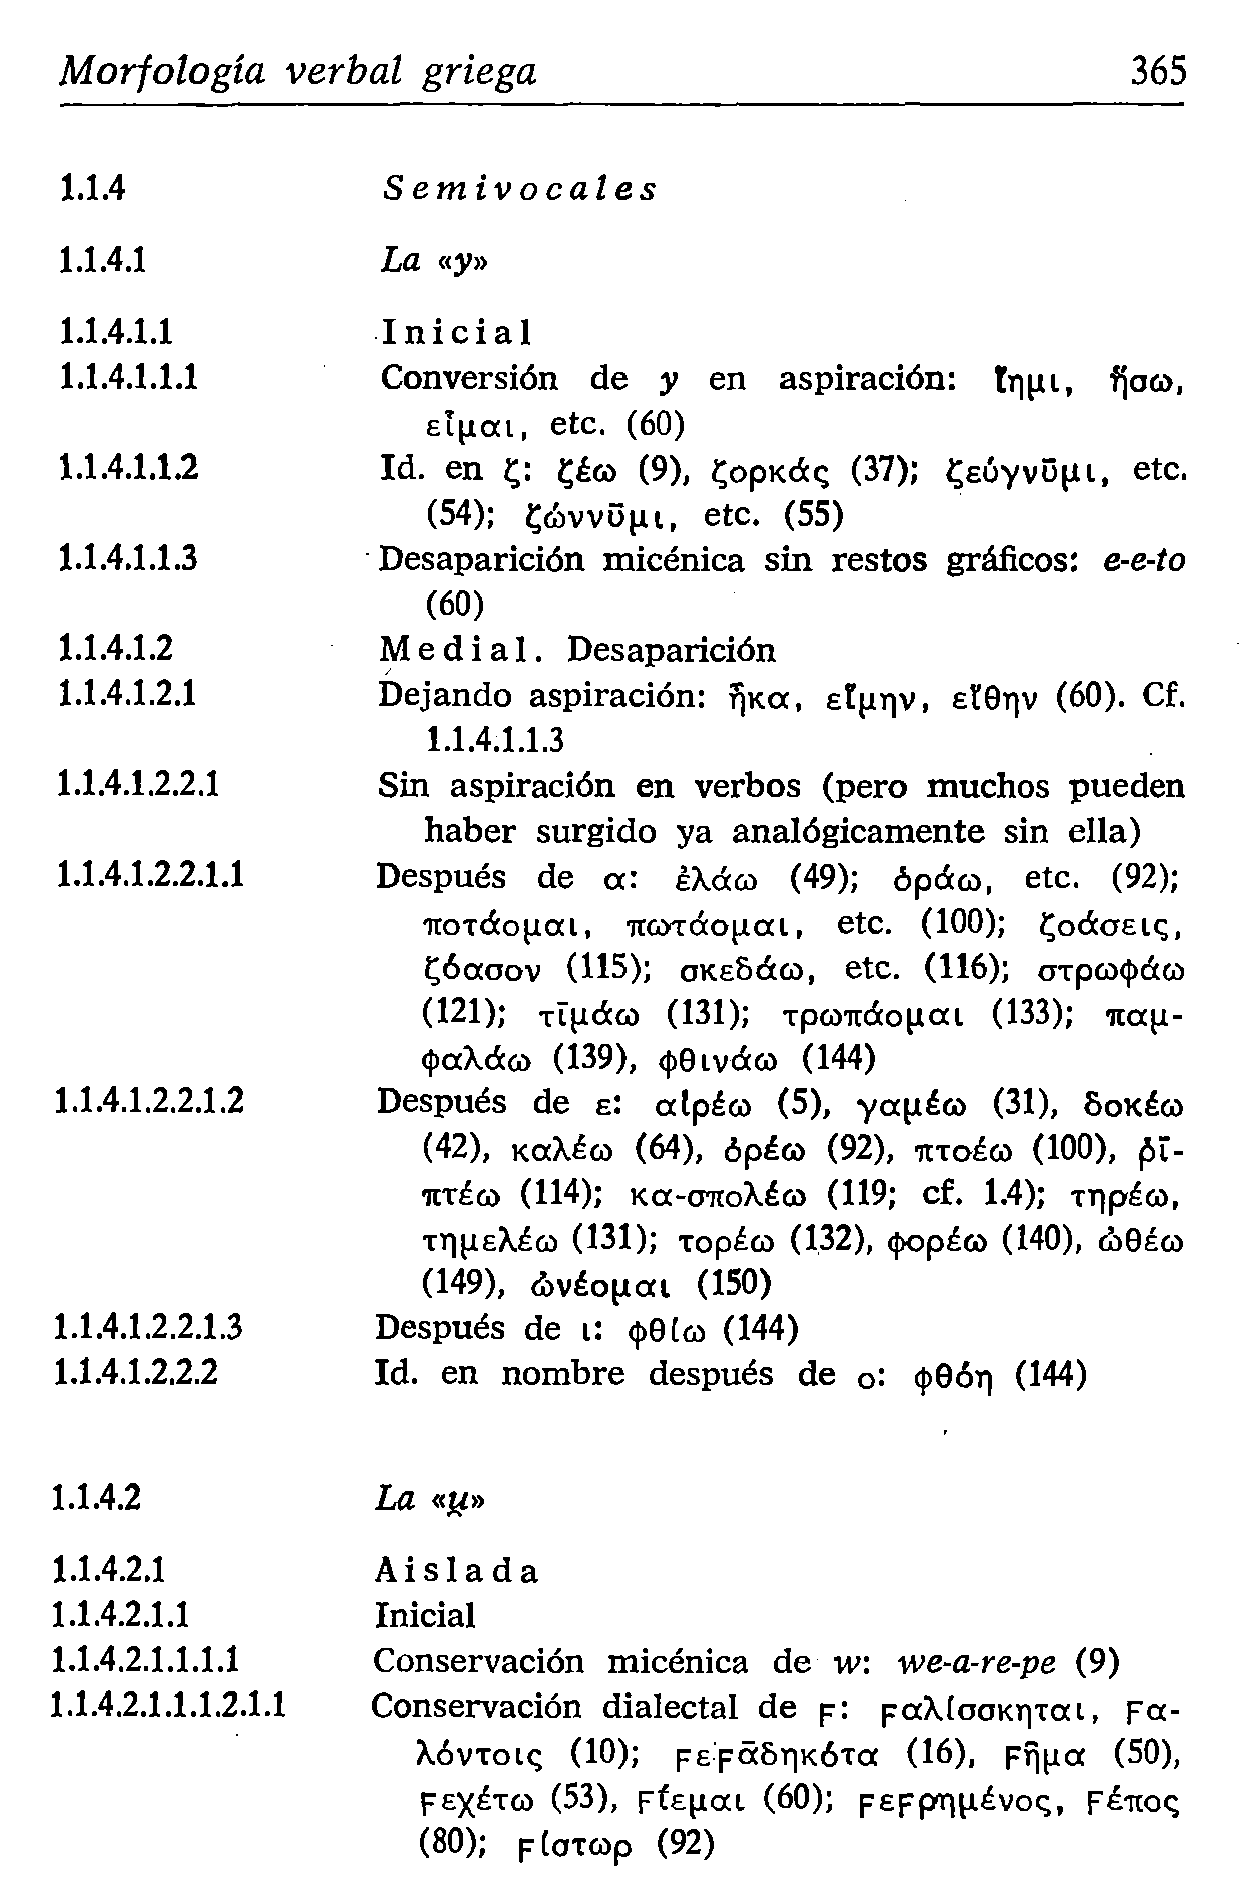 Morfología verbal griega 365
1.1.4 Semivocales
1.1.4.1 La «y»
1.1.4.1.1 Inicial
1.1.4.1.1.1 Conversión de y en aspiración: ἵημι, ἥσω,
εἷμαι, etc. (60)
1.1.4.1.1.2 Id. en ζ: ζέω (9), ζορκάς (37); ζεύγνῡμι, etc.
(54); ζώννῡμι, etc. (55)
1.1.4.1.1.3 Desaparición micénica sin restos gráficos: e-e-to
(60)
1.1.4.1.2 Medial. Desaparición
1.1.4.1.2.1 Dejando aspiración: ἧκα, εἵμην, εἵθην (60). Cf.
1.1.4.1.1.3
1.1.4.1.2.2.1 Sin aspiración en verbos (pero muchos pueden
haber surgido ya analógicamente sin ella)
1.1.4.1.2.2.1.1 Después de α: ἐλάω (49); ὁράω, etc. (92);
ποτάομαι, πωτάομαι, etc. (100); ζοάσεις,
ζόασον (115); σκεδάω, etc. (116); στρωφάω
(121); τῑμάω (131); τρωπάομαι (133); παμ-
φαλάω (139), φθινάω (144)
1.1.4.1.2.2.1.2 Después de ε: αἱρέω (5), γαμέω (31), δοκέω
(42), καλέω (64), ὁρέω (92), πτοέω (100), ῥῑ-
πτέω (114); κα-σπολέω (119; cf. 1.4); τηρέω,
τημελέω (131); τορέω (132), φορέω (140), ὠθέω
(149), ὠνέομαι (150)
1.1.4.1.2.2.1.3 Después de ι: φθίω (144)
1.1.4.1.2.2.2 Id. en nombre después de ο: φθόη (144)
1.1.4.2 La «u̯»
1.1.4.2.1 Aislada
1.1.4.2.1.1 Inicial
1.1.4.2.1.1.1.1 Conservación micénica de w: we-a-re-pe (9)
1.1.4.2.1.1.1.2.1.1 Conservación dialectal de ϝ: ϝαλίσσκηται, ϝα-
λόντοις (10); ϝεϝᾱδηκότα (16), ϝῆμα (50),
ϝεχέτω (53), ϝίεμαι (60); ϝεϝρημένος, ϝέπος
(80); ϝίστωρ (92)